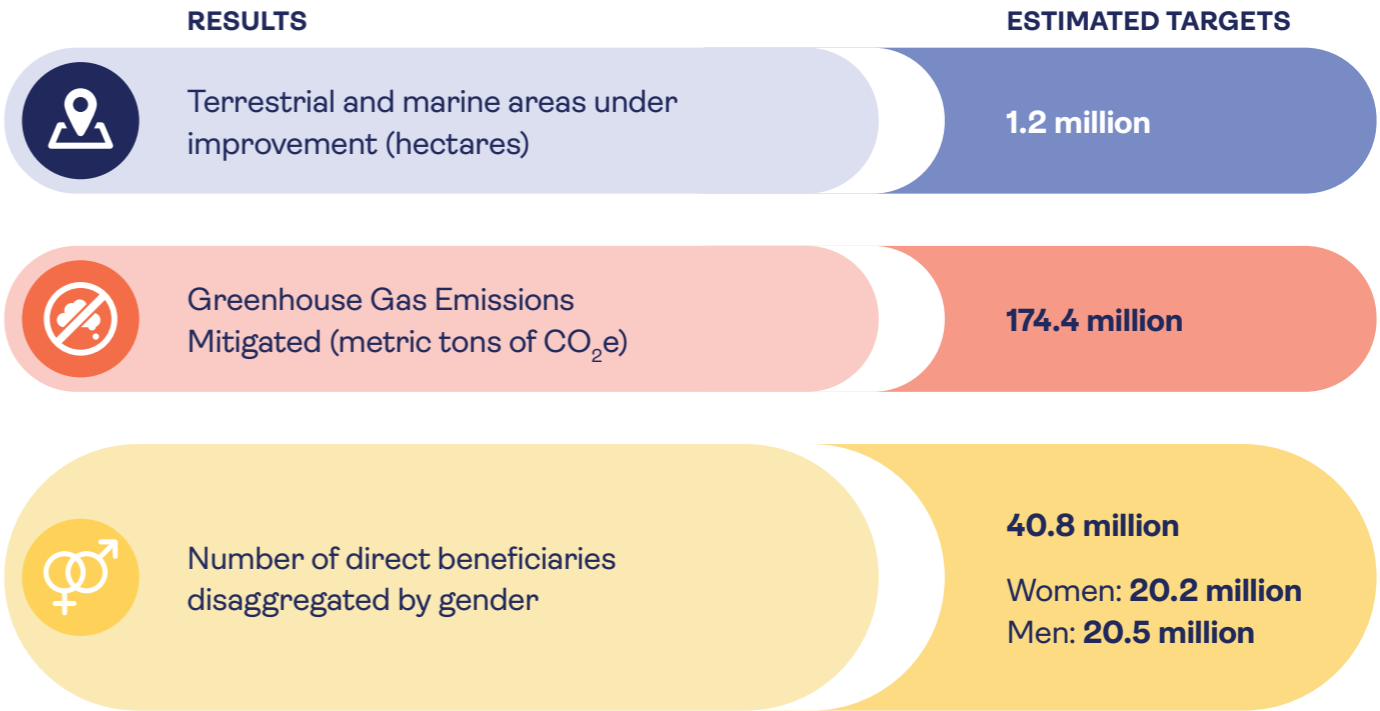 RESULTS
ESTIMATED TARGETS
Terrestrial and marine areas under
improvement (hectares)
1.2 million
Greenhouse Gas Emissions
Mitigated (metric tons of CO₂e)
174.4 million
Number of direct beneficiaries
disaggregated by gender
40.8 million
Women: 20.2 million
Men: 20.5 million